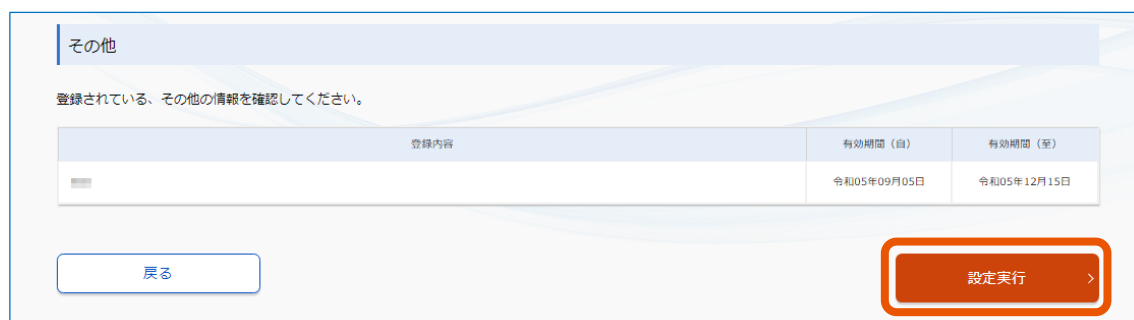 その他
登録されている、その他の情報を確認してください。
登録内容 有効期間（自） 有効期間（至）
令和05年09月05日 令和05年12月15日
戻る 設定実行